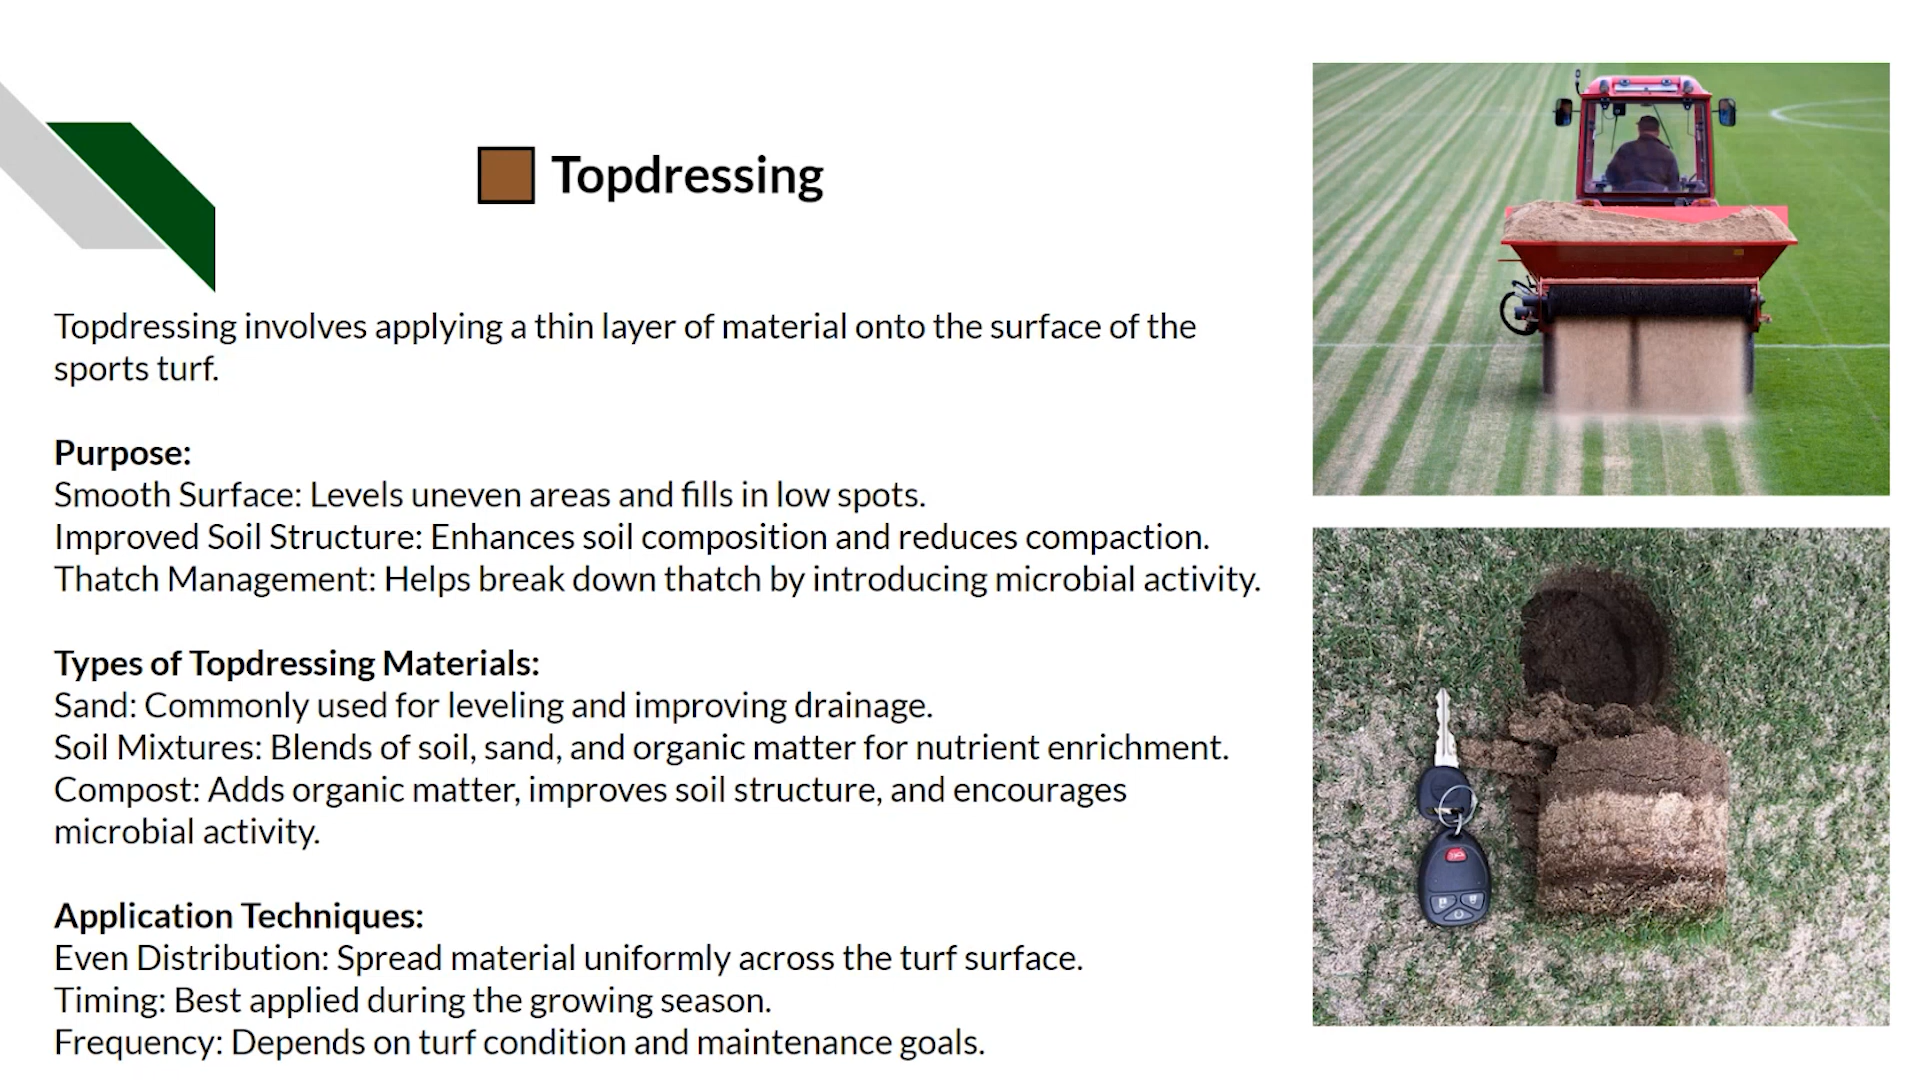 Topdressing
Topdressing involves applying a thin layer of material onto the surface of the
sports turf.
Purpose:
Smooth Surface: Levels uneven areas and fills in low spots.
Improved Soil Structure: Enhances soil composition and reduces compaction.
Thatch Management: Helps break down thatch by introducing microbial activity.
Types of Topdressing Materials:
Sand: Commonly used for leveling and improving drainage.
Soil Mixtures: Blends of soil, sand, and organic matter for nutrient enrichment.
Compost: Adds organic matter, improves soil structure, and encourages
microbial activity.
Application Techniques:
Even Distribution: Spread material uniformly across the turf surface.
Timing: Best applied during the growing season.
Frequency: Depends on turf condition and maintenance goals.